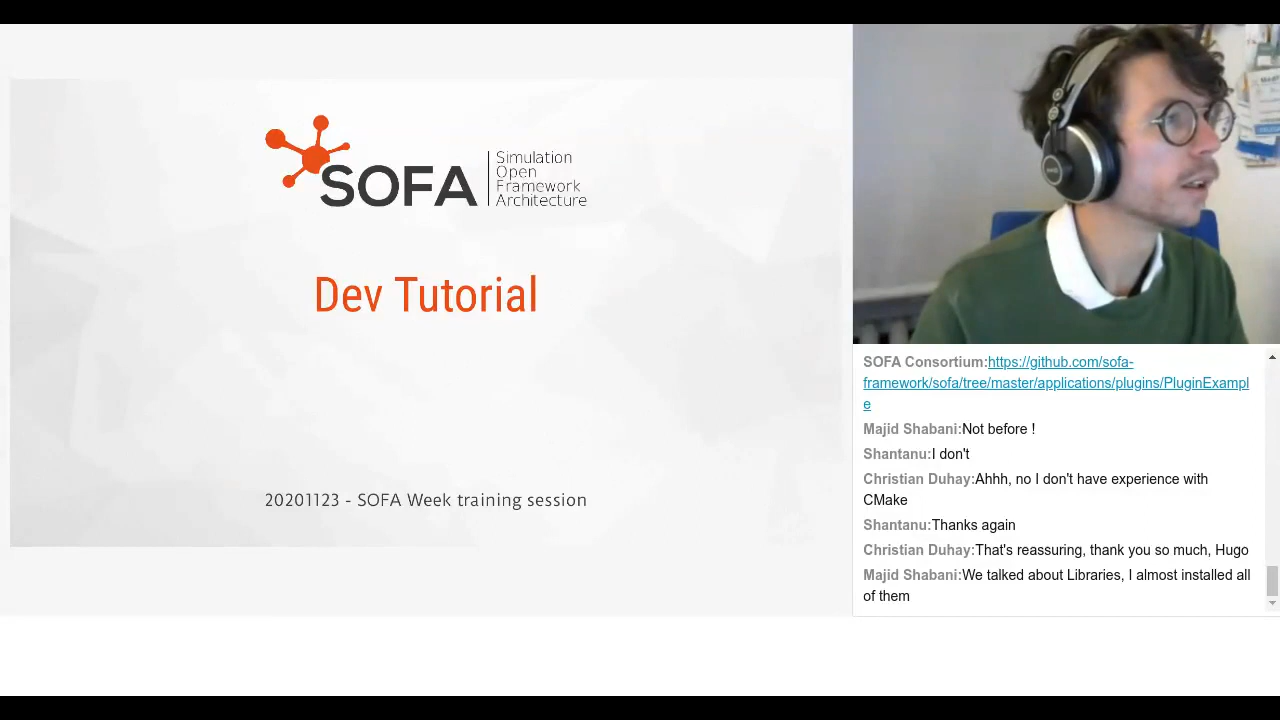 SOFA
Simulation
Open
Framework
Architecture
Dev Tutorial
20201123 - SOFA Week training session
SOFA Consortium:https://github.com/sofa-
framework/sofa/tree/master/applications/plugins/PluginExampl
e
Majid Shabani:Not before !
Shantanu:I don't
Christian Duhay:Ahhh, no I don't have experience with
CMake
Shantanu:Thanks again
Christian Duhay:That's reassuring, thank you so much, Hugo
Majid Shabani:We talked about Libraries, I almost installed all
of them